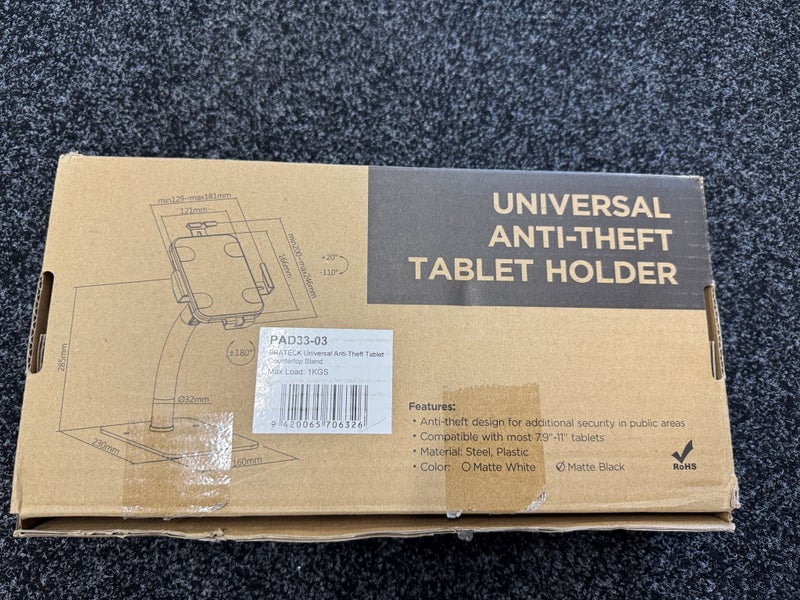 UNIVERSAL
ANTI-THEFT
TABLET HOLDER
min129~max181mm
121mm
min200~max246mm
166mm
+20°
-110°
±180°
285mm
Ø32mm
230mm
160mm
PAD33-03
BRATECK Universal Anti-Theft Tablet
Countertop Stand.
Max Load: 1KGS
9 420065 706326
Features:
• Anti-theft design for additional security in public areas
• Compatible with most 7.9"-11" tablets
• Material: Steel, Plastic
• Color: O Matte White Ø Matte Black
RoHS